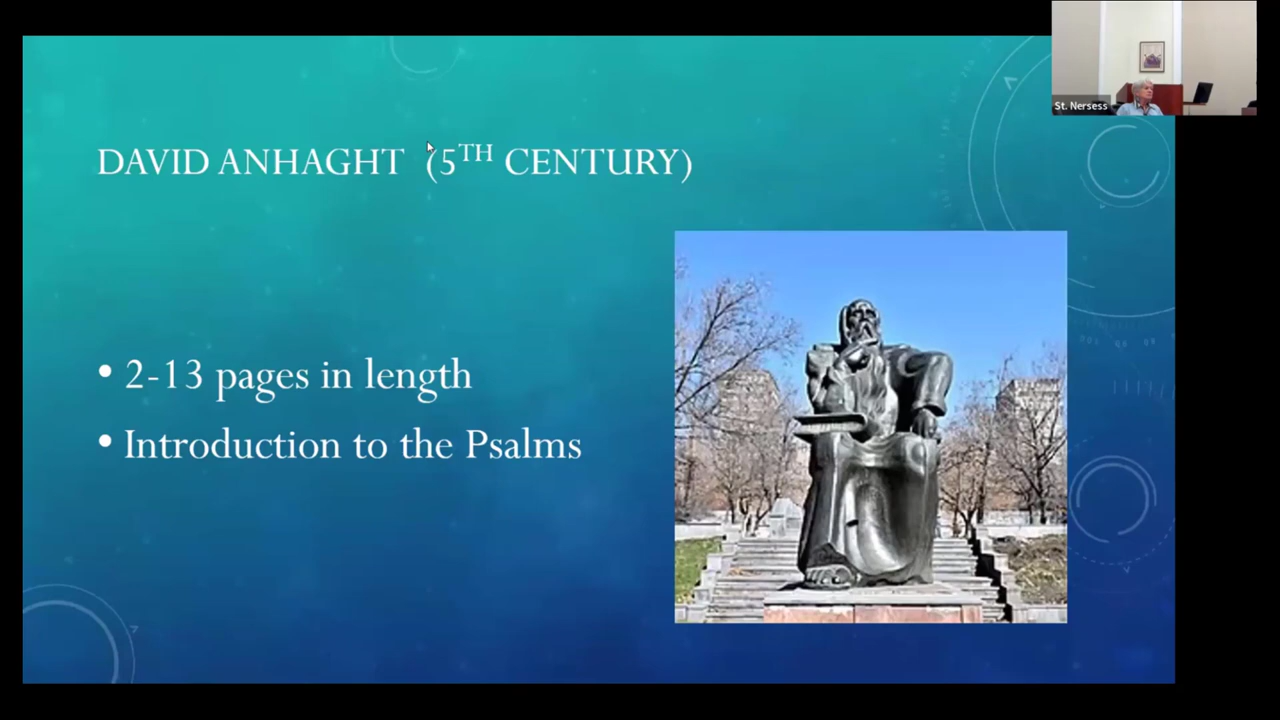 St. Nersess
DAVID ANHAGHT (5TH CENTURY)
• 2-13 pages in length
• Introduction to the Psalms